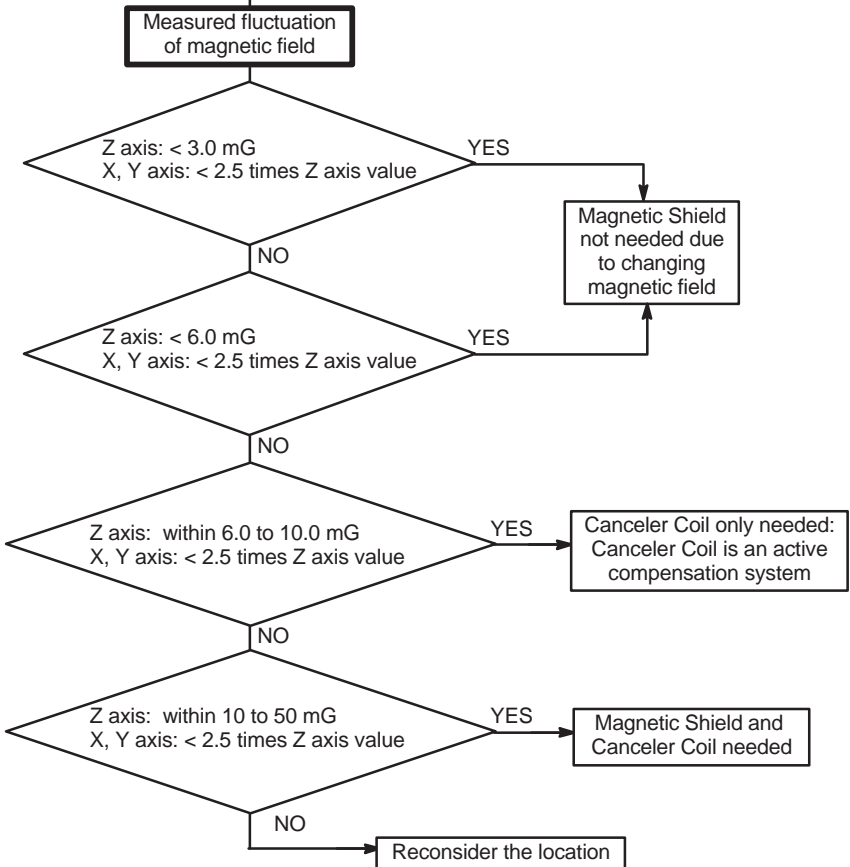 Measured fluctuation
of magnetic field
Z axis: < 3.0 mG
X, Y axis: < 2.5 times Z axis value
YES
Magnetic Shield
not needed due
to changing
magnetic field
NO
Z axis: < 6.0 mG
X, Y axis: < 2.5 times Z axis value
YES
NO
Z axis: within 6.0 to 10.0 mG
X, Y axis: < 2.5 times Z axis value
YES
Canceler Coil only needed:
Canceler Coil is an active
compensation system
NO
Z axis: within 10 to 50 mG
X, Y axis: < 2.5 times Z axis value
YES
Magnetic Shield and
Canceler Coil needed
NO
Reconsider the location